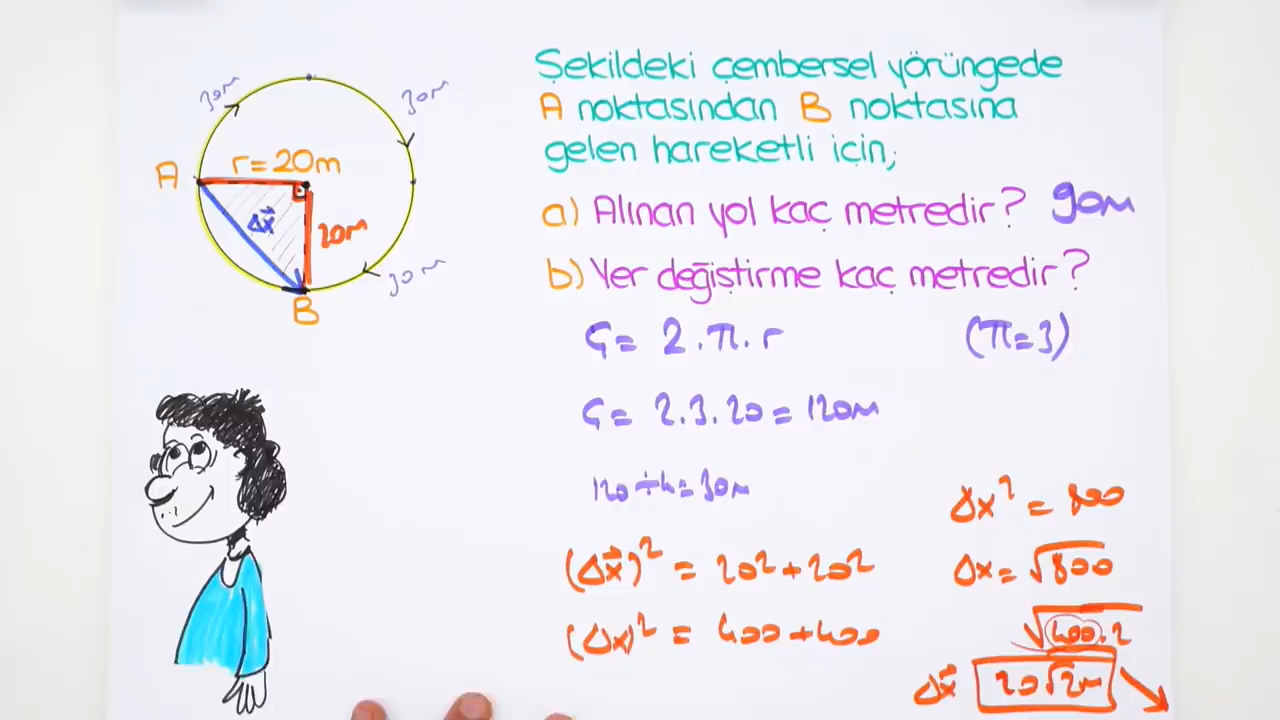 Şekildeki çembersel yörüngede
A noktasından B noktasına
gelen hareketli için;
a) Alınan yol kaç metredir? 90m
b) Yer değiştirme kaç metredir?
Ç = 2.π.r (π=3)
Ç = 2.3.20 = 120m
120÷4=30m
(Δx⃗)² = 20²+20²
(Δx)² = 400+400
Δx² = 800
Δx = √800
√400.2
Δx⃗ 20√2m
30m
30m
A
r=20m
Δx⃗
20m
30m
B